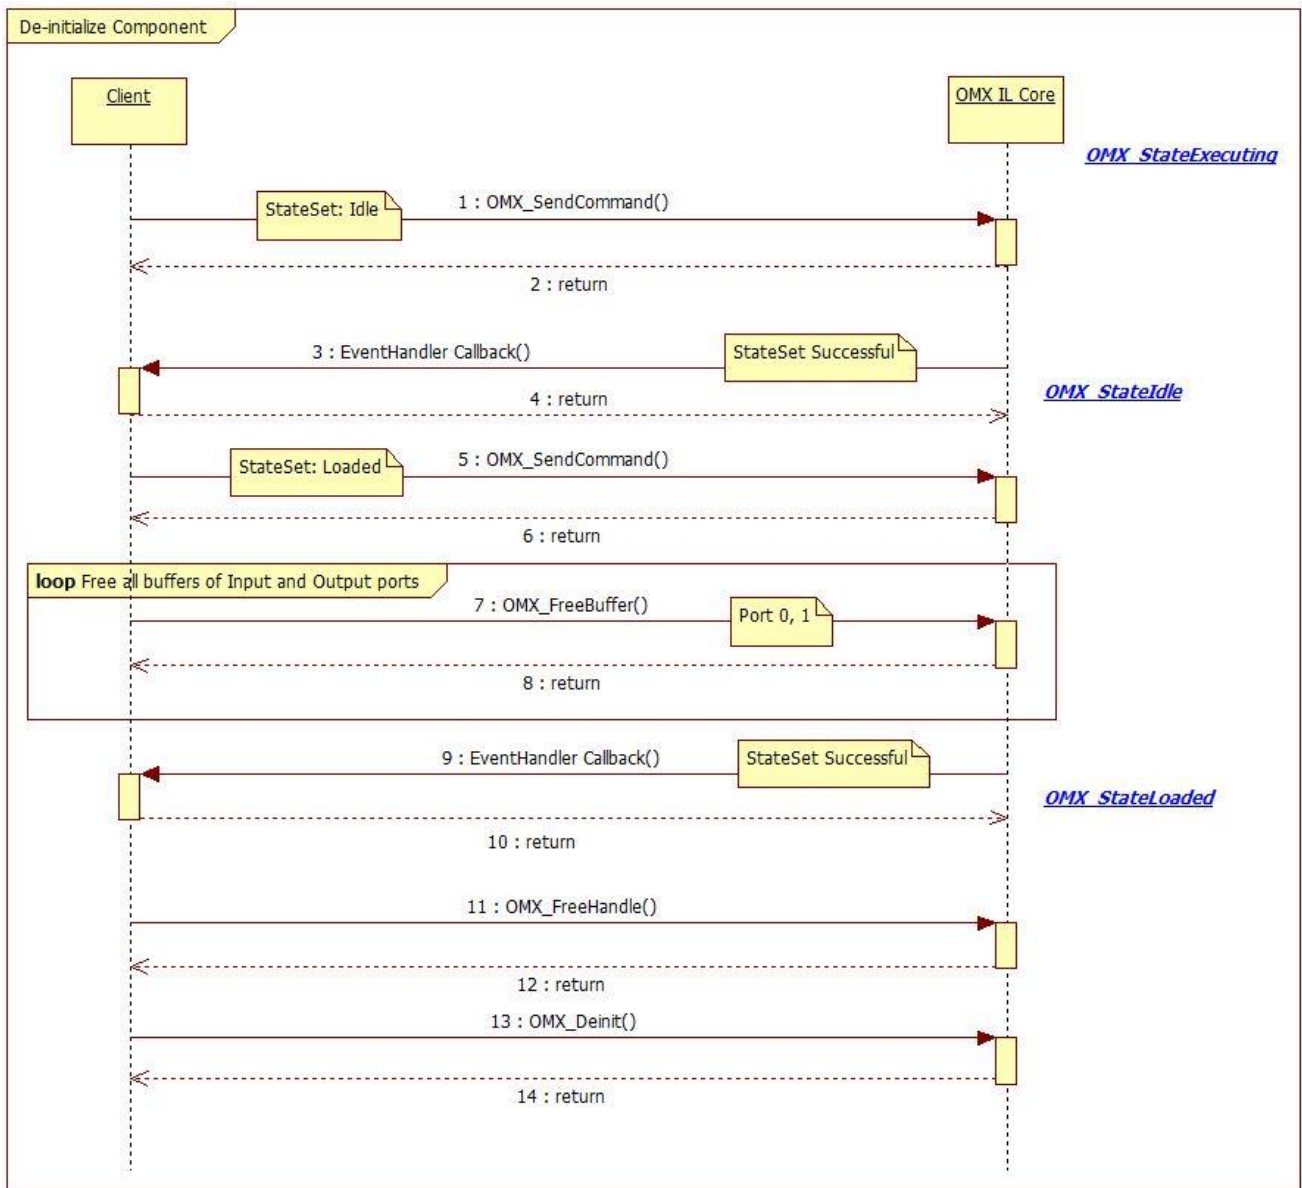 De-initialize Component
Client
OMX IL Core
OMX_StateExecuting
StateSet: Idle
1 : OMX_SendCommand()
2 : return
3 : EventHandler Callback()
StateSet Successful
OMX_StateIdle
4 : return
StateSet: Loaded
5 : OMX_SendCommand()
6 : return
loop Free all buffers of Input and Output ports
7 : OMX_FreeBuffer()
Port 0, 1
8 : return
9 : EventHandler Callback()
StateSet Successful
OMX_StateLoaded
10 : return
11 : OMX_FreeHandle()
12 : return
13 : OMX_Deinit()
14 : return